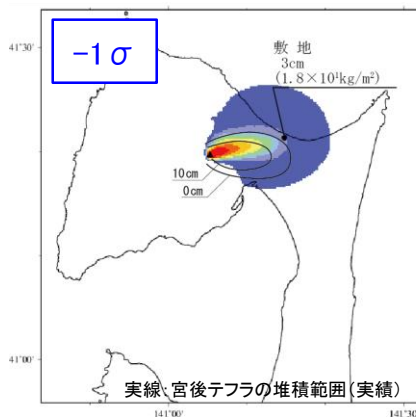 41°30'
-1σ
敷 地
3cm
(1.8×10¹kg/m²)
10cm
0cm
41°00'
実線:宮後テフラの堆積範囲(実績)
141°00'
141°30'